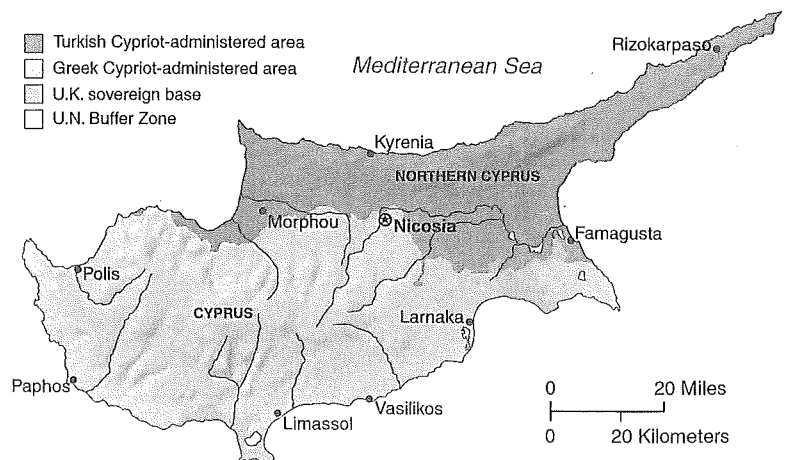 Turkish Cypriot-administered area
Greek Cypriot-administered area
U.K. sovereign base
U.N. Buffer Zone
Mediterranean Sea
Rizokarpaso
Kyrenia
NORTHERN CYPRUS
Morphou
Nicosia
Famagusta
Polis
CYPRUS
Larnaka
Paphos
Limassol
Vasilikos
0 20 Miles
0 20 Kilometers